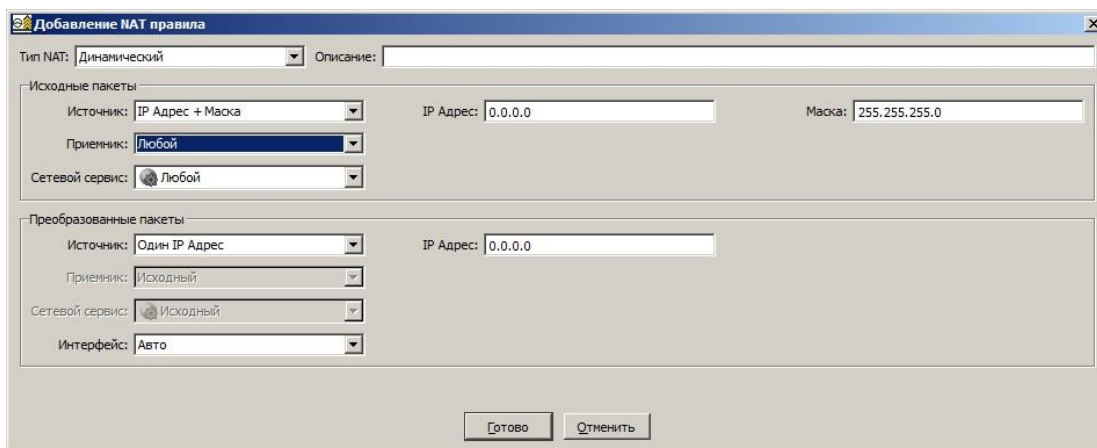 Добавление NAT правила
Тип NAT: Динамический Описание:
Исходные пакеты
Источник: IP Адрес + Маска IP Адрес: 0.0.0.0 Маска: 255.255.255.0
Приемник: Любой
Сетевой сервис: Любой
Преобразованные пакеты
Источник: Один IP Адрес IP Адрес: 0.0.0.0
Приемник: Исходный
Сетевой сервис: Исходный
Интерфейс: Авто
Готово Отменить